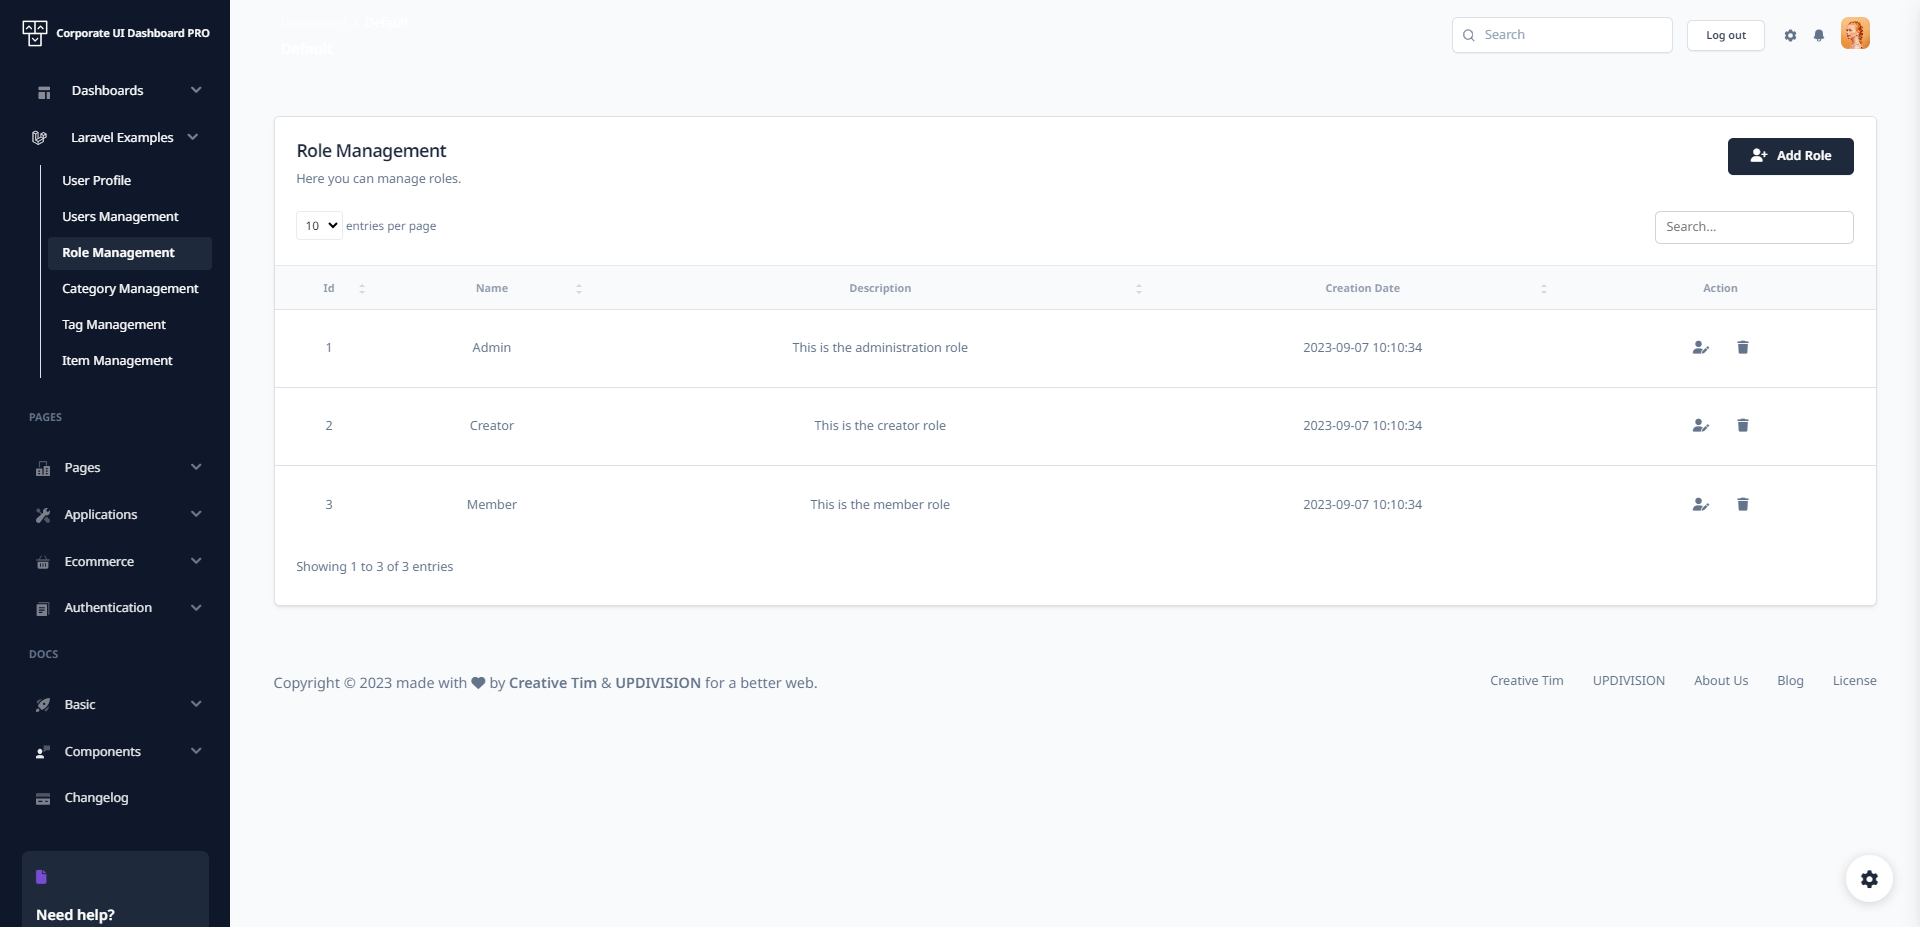 Corporate UI Dashboard PRO
Dashboards
Laravel Examples
User Profile
Users Management
Role Management
Category Management
Tag Management
Item Management
PAGES
Pages
Applications
Ecommerce
Authentication
DOCS
Basic
Components
Changelog
Need help?
Default
Default
Search
Log out
Role Management
Here you can manage roles.
Add Role
10 entries per page
Search...
Id Name Description Creation Date Action
1 Admin This is the administration role 2023-09-07 10:10:34
2 Creator This is the creator role 2023-09-07 10:10:34
3 Member This is the member role 2023-09-07 10:10:34
Showing 1 to 3 of 3 entries
Copyright © 2023 made with by Creative Tim & UPDIVISION for a better web.
Creative Tim UPDIVISION About Us Blog License